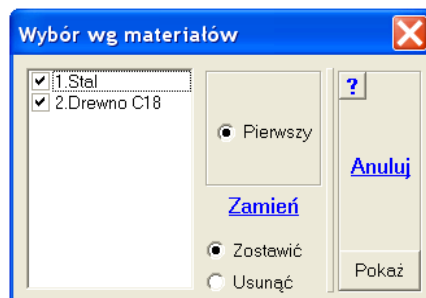 Wybór wg materiałów
1.Stal
2.Drewno C18
Pierwszy
Zamień
Zostawić
Usunąć
?
Anuluj
Pokaż